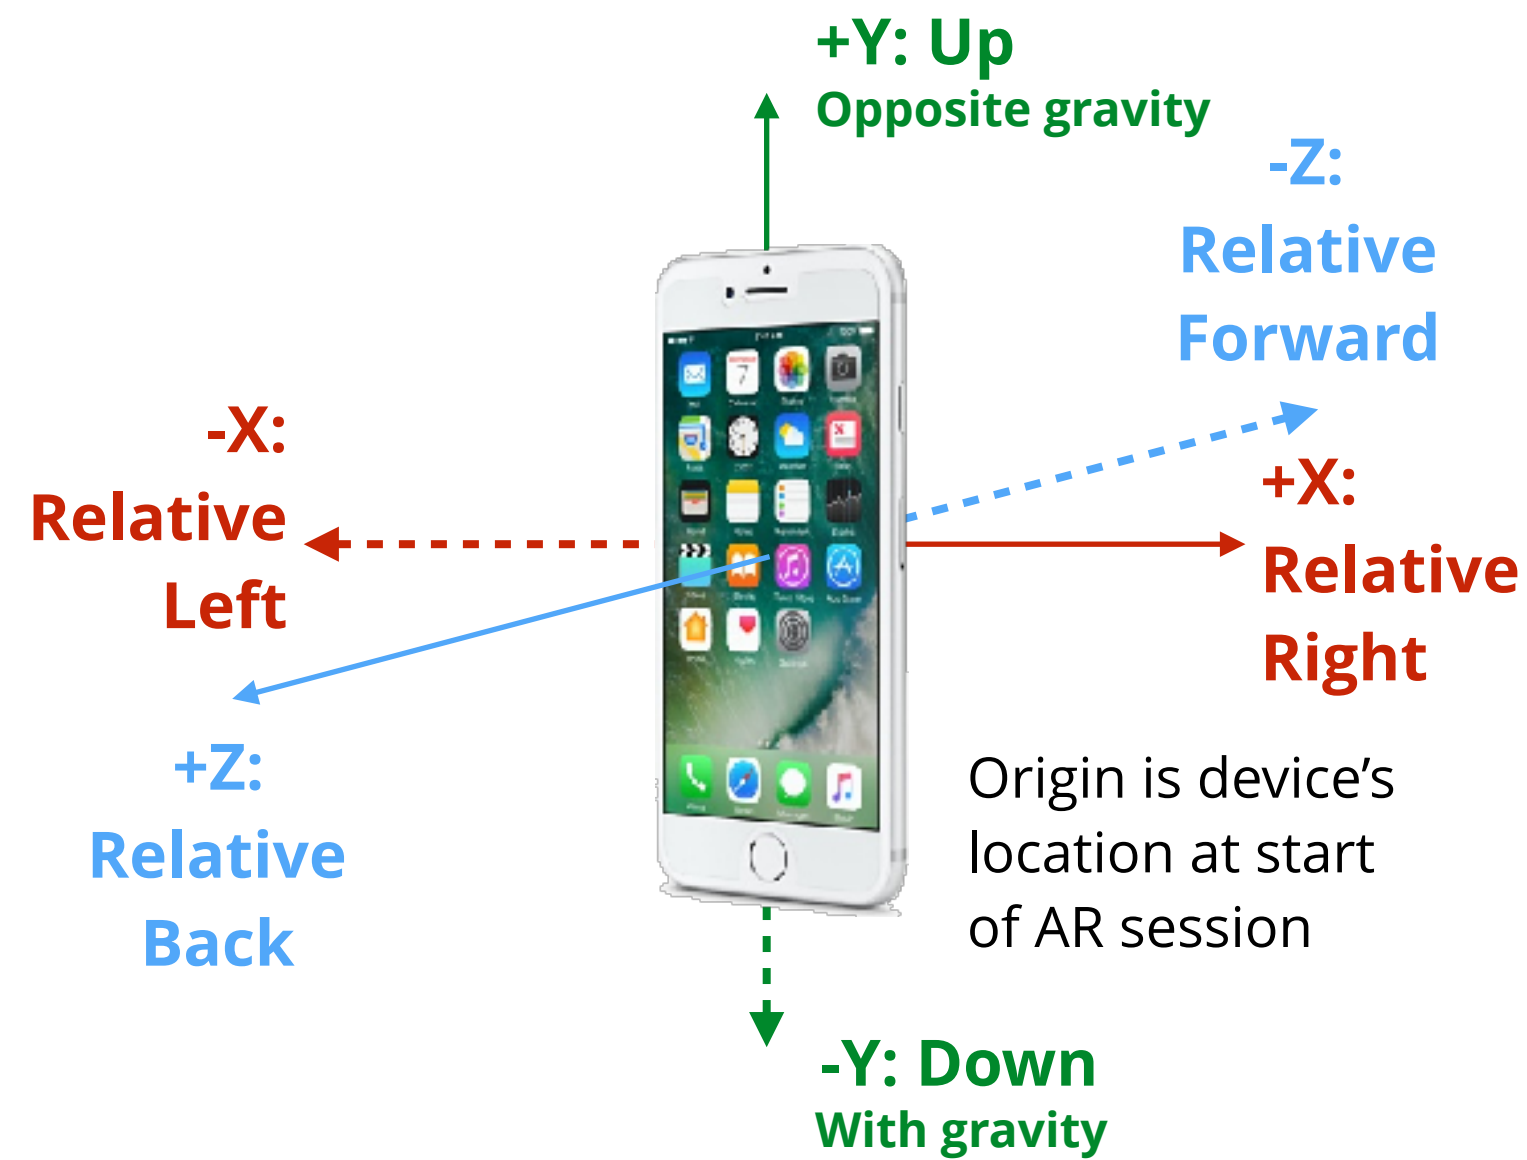 +Y: Up
Opposite gravity
-Z:
Relative
Forward
-X:
Relative
Left
+X:
Relative
Right
+Z:
Relative
Back
Origin is device’s
location at start
of AR session
-Y: Down
With gravity
7